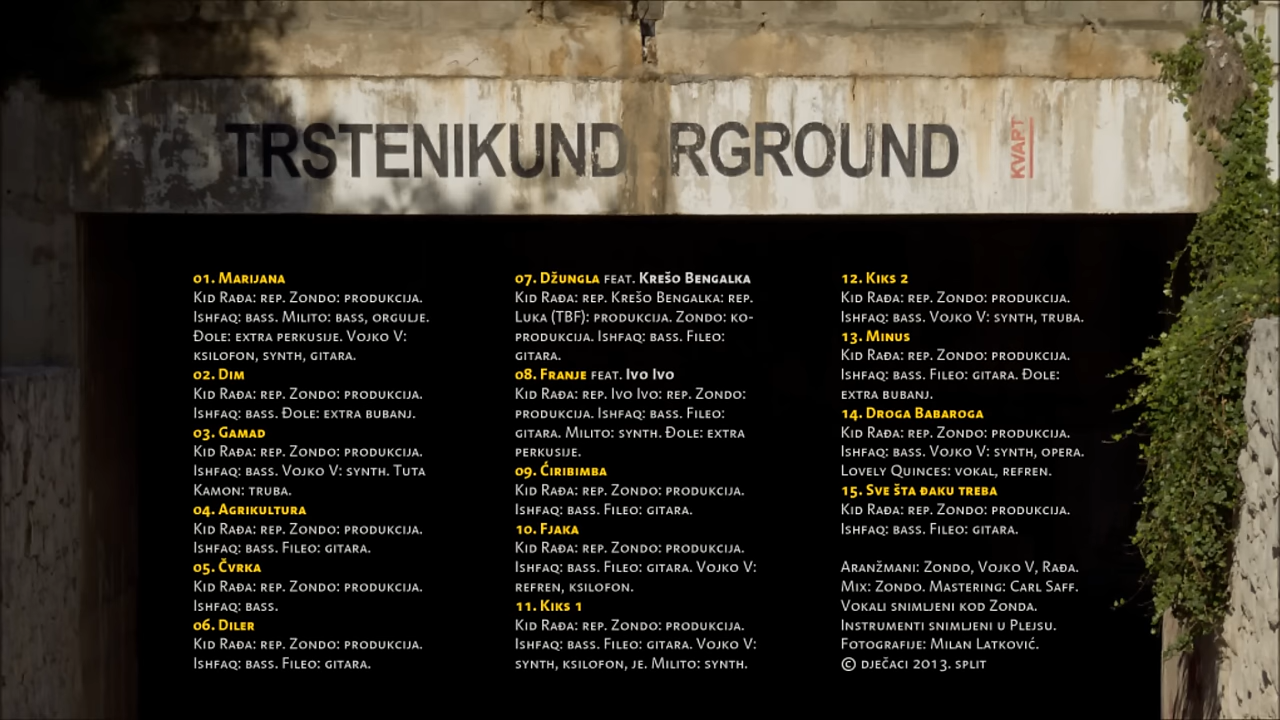 TRSTENIKUND RGROUND
KVART
01. Marijana
Kid Rađa: rep. Zondo: produkcija.
Ishfaq: bass. Milito: bass, orgulje.
Đole: extra perkusije. Vojko V:
ksilofon, synth, gitara.
02. Dim
Kid Rađa: rep. Zondo: produkcija.
Ishfaq: bass. Đole: extra bubanj.
03. Gamad
Kid Rađa: rep. Zondo: produkcija.
Ishfaq: bass. Vojko V: synth. Tuta
Kamon: truba.
04. Agrikultura
Kid Rađa: rep. Zondo: produkcija.
Ishfaq: bass. Fileo: gitara.
05. Čvrka
Kid Rađa: rep. Zondo: produkcija.
Ishfaq: bass.
06. Diler
Kid Rađa: rep. Zondo: produkcija.
Ishfaq: bass. Fileo: gitara.
07. Džungla feat. Krešo Bengalka
Kid Rađa: rep. Krešo Bengalka: rep.
Luka (TBF): produkcija. Zondo: ko-
produkcija. Ishfaq: bass. Fileo:
gitara.
08. Franje feat. Ivo Ivo
Kid Rađa: rep. Ivo Ivo: rep. Zondo:
produkcija. Ishfaq: bass. Fileo:
gitara. Milito: synth. Đole: extra
perkusije.
09. Ćiribimba
Kid Rađa: rep. Zondo: produkcija.
Ishfaq: bass. Fileo: gitara.
10. Fjaka
Kid Rađa: rep. Zondo: produkcija.
Ishfaq: bass. Fileo: gitara. Vojko V:
refren, ksilofon.
11. Kiks 1
Kid Rađa: rep. Zondo: produkcija.
Ishfaq: bass. Fileo: gitara. Vojko V:
synth, ksilofon, je. Milito: synth.
12. Kiks 2
Kid Rađa: rep. Zondo: produkcija.
Ishfaq: bass. Vojko V: synth, truba.
13. Minus
Kid Rađa: rep. Zondo: produkcija.
Ishfaq: bass. Fileo: gitara. Đole:
extra bubanj.
14. Droga Babaroga
Kid Rađa: rep. Zondo: produkcija.
Ishfaq: bass. Vojko V: synth, opera.
Lovely Quinces: vokal, refren.
15. Sve šta đaku treba
Kid Rađa: rep. Zondo: produkcija.
Ishfaq: bass. Fileo: gitara.
Aranžmani: Zondo, Vojko V, Rađa.
Mix: Zondo. Mastering: Carl Saff.
Vokali snimljeni kod Zonda.
Instrumenti snimljeni u Plejsu.
Fotografije: Milan Latković.
© dječaci 2013. split